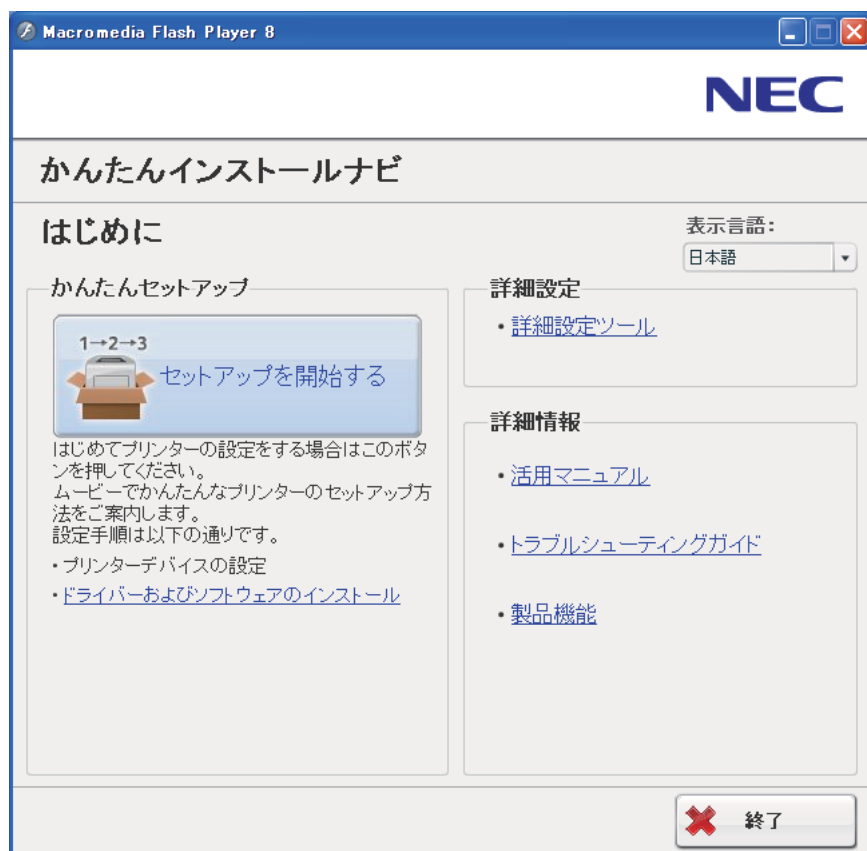 Macromedia Flash Player 8
NEC
かんたんインストールナビ
はじめに
表示言語:
日本語
かんたんセットアップ
1→2→3
セットアップを開始する
はじめてプリンターの設定をする場合はこのボタ
ンを押してください。
ムービーでかんたんなプリンターのセットアップ方
法をご案内します。
設定手順は以下の通りです。
・プリンターデバイスの設定
・ドライバーおよびソフトウェアのインストール
詳細設定
・詳細設定ツール
詳細情報
・活用マニュアル
・トラブルシューティングガイド
・製品機能
終了